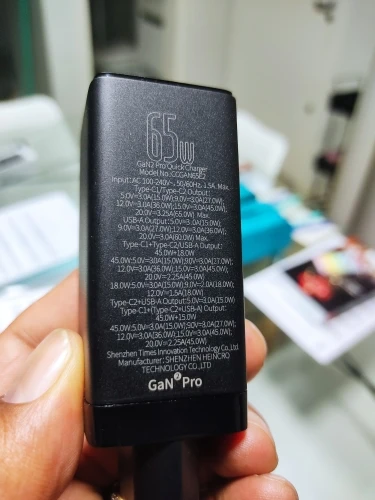 65W
GaN2 Pro Quick Charger
Model No.: CCGAN65E2
Input: AC 100-240V~, 50/60Hz, 1.5A. Max.
Type-C1/Type-C2 Output:
5.0V⎓3.0A(15.0W);9.0V⎓3.0A(27.0W);
12.0V⎓3.0A(36.0W);15.0V⎓3.0A(45.0W);
20.0V⎓3.25A(65.0W) Max.
USB-A Output:5.0V⎓3.0A(15.0W);
9.0V⎓3.0A(27.0W);12.0V⎓3.0A(36.0W);
20.0V⎓3.0A(60.0W) Max.
Type-C1+Type-C2/USB-A Output:
45.0W+18.0W
45.0W:5.0V⎓3.0A(15.0W);9.0V⎓3.0A(27.0W);
12.0V⎓3.0A(36.0W);15.0V⎓3.0A(45.0W);
20.0V⎓2.25A(45.0W)
18.0W:5.0V⎓3.0A(15.0W);9.0V⎓2.0A(18.0W);
12.0V⎓1.5A(18.0W)
Type-C2+USB-A Output:5.0V⎓3.0A(15.0W)
Type-C1+(Type-C2+USB-A) Output:
45.0W+15.0W
45.0W:5.0V⎓3.0A(15.0W);9.0V⎓3.0A(27.0W);
12.0V⎓3.0A(36.0W);15.0V⎓3.0A(45.0W);
20.0V⎓2.25A(45.0W)
Shenzhen Times Innovation Technology Co.,Ltd.
Manufacturer: SHENZHEN HEINCRO
TECHNOLOGY CO.,LTD
GaN2 Pro